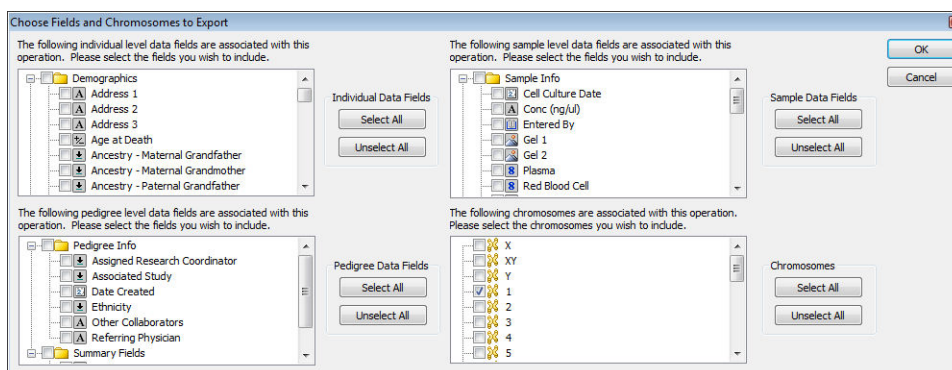 Choose Fields and Chromosomes to Export
The following individual level data fields are associated with this
operation. Please select the fields you wish to include.
Demographics
Address 1
Address 2
Address 3
Age at Death
Ancestry - Maternal Grandfather
Ancestry - Maternal Grandmother
Ancestry - Paternal Grandfather
Individual Data Fields
Select All
Unselect All
The following sample level data fields are associated with this
operation. Please select the fields you wish to include.
Sample Info
Cell Culture Date
Conc (ng/ul)
Entered By
Gel 1
Gel 2
Plasma
Red Blood Cell
Sample Data Fields
Select All
Unselect All
OK
Cancel
The following pedigree level data fields are associated with this
operation. Please select the fields you wish to include.
Pedigree Info
Assigned Research Coordinator
Associated Study
Date Created
Ethnicity
Other Collaborators
Referring Physician
Summary Fields
Pedigree Data Fields
Select All
Unselect All
The following chromosomes are associated with this operation.
Please select the chromosomes you wish to include.
X
XY
Y
1
2
3
4
5
Chromosomes
Select All
Unselect All